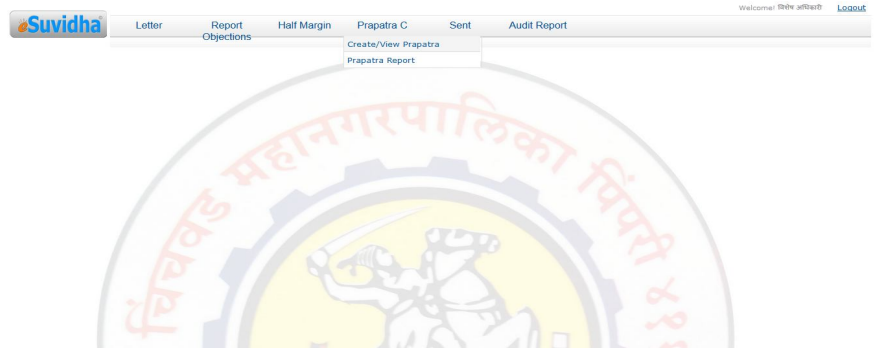 Welcome! विशेष अधिकारी Logout
eSuvidha
Letter Report Objections Half Margin Prapatra C Sent Audit Report
Create/View Prapatra
Prapatra Report
चिंचवड महानगरपालिका पिंपरी ४११